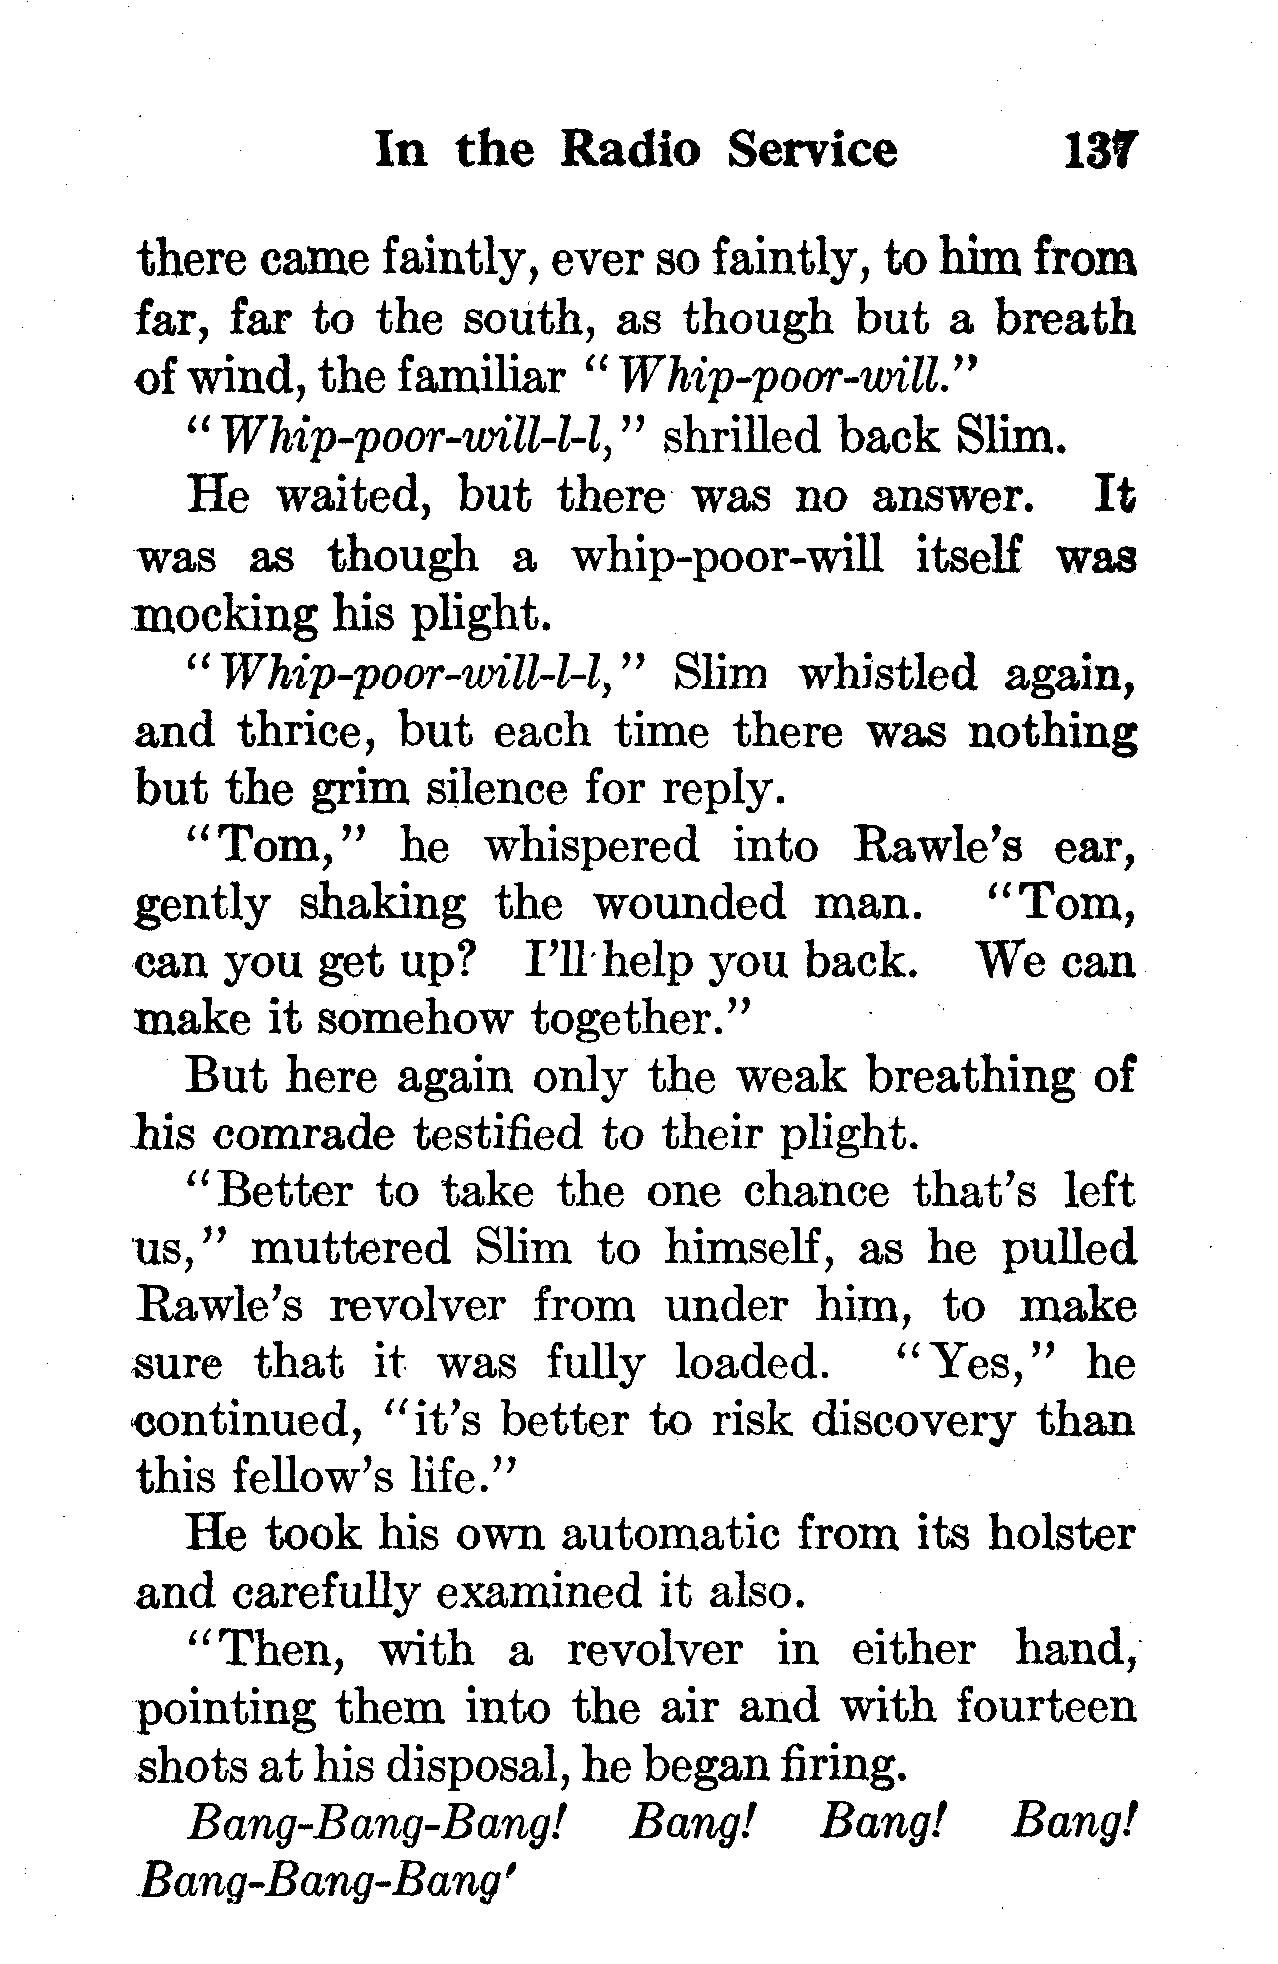 In the Radio Service 137
there came faintly, ever so faintly, to him from
far, far to the south, as though but a breath
of wind, the familiar “Whip-poor-will.”
“Whip-poor-will-l-l,” shrilled back Slim.
He waited, but there was no answer. It
was as though a whip-poor-will itself was
mocking his plight.
“Whip-poor-will-l-l,” Slim whistled again,
and thrice, but each time there was nothing
but the grim silence for reply.
“Tom,” he whispered into Rawle’s ear,
gently shaking the wounded man. “Tom,
can you get up? I’ll help you back. We can
make it somehow together.”
But here again only the weak breathing of
his comrade testified to their plight.
“Better to take the one chance that’s left
us,” muttered Slim to himself, as he pulled
Rawle’s revolver from under him, to make
sure that it was fully loaded. “Yes,” he
continued, “it’s better to risk discovery than
this fellow’s life.”
He took his own automatic from its holster
and carefully examined it also.
“Then, with a revolver in either hand,
pointing them into the air and with fourteen
shots at his disposal, he began firing.
Bang-Bang-Bang! Bang! Bang! Bang!
Bang-Bang-Bang'